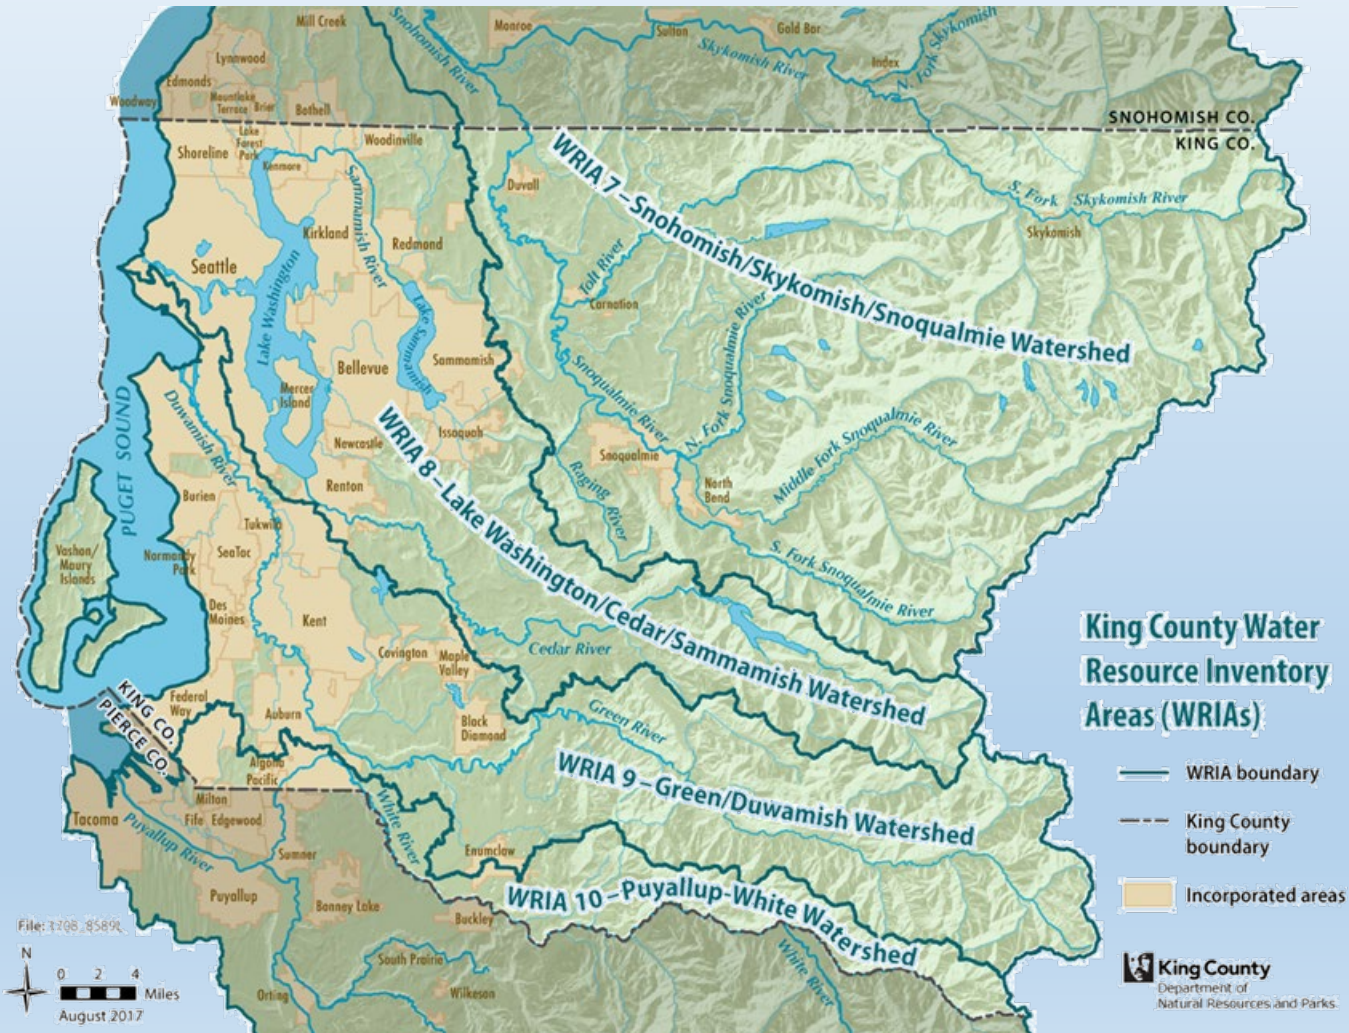 Mill Creek
Snohomish River
Monroe
Sultan
Gold Bar
Skykomish River
Index
N. Fork Skykomish
Lynnwood
Edmonds
Woodway
Mountlake
Terrace
Brier
Bothell
SNOHOMISH CO.
KING CO.
Shoreline
Lake
Forest
Park
Kenmore
Woodinville
WRIA 7–Snohomish/Skykomish/Snoqualmie Watershed
Duvall
S. Fork Skykomish River
Skykomish
Sammamish River
Kirkland
Redmond
Seattle
Lake Washington
Tolt River
Carnation
Lake Sammamish
N. Fork Snoqualmie River
Bellevue
Sammamish
Snoqualmie River
Mercer
Island
PUGET SOUND
Duwamish River
WRIA 8–Lake Washington/Cedar/Sammamish Watershed
Newcastle
Issaquah
Snoqualmie
Middle Fork Snoqualmie River
North
Bend
Raging River
Renton
Burien
Tukwila
SeaTac
Normandy
Park
Vashon/
Maury
Islands
S. Fork Snoqualmie River
Des
Moines
Kent
King County Water
Resource Inventory
Areas (WRIAs)
Cedar River
Covington
Maple
Valley
Federal
Way
KING CO.
PIERCE CO.
Auburn
Black
Diamond
Green River
WRIA 9–Green/Duwamish Watershed
Algona
Pacific
WRIA boundary
Milton
Fife
Edgewood
Tacoma
Puyallup River
White River
King County
boundary
Sumner
Enumclaw
WRIA 10–Puyallup-White Watershed
Incorporated areas
Puyallup
Bonney Lake
Buckley
South Prairie
Wilkeson
Orting
White River
File:
N
0 2 4
Miles
August 2017
King County
Department of
Natural Resources and Parks